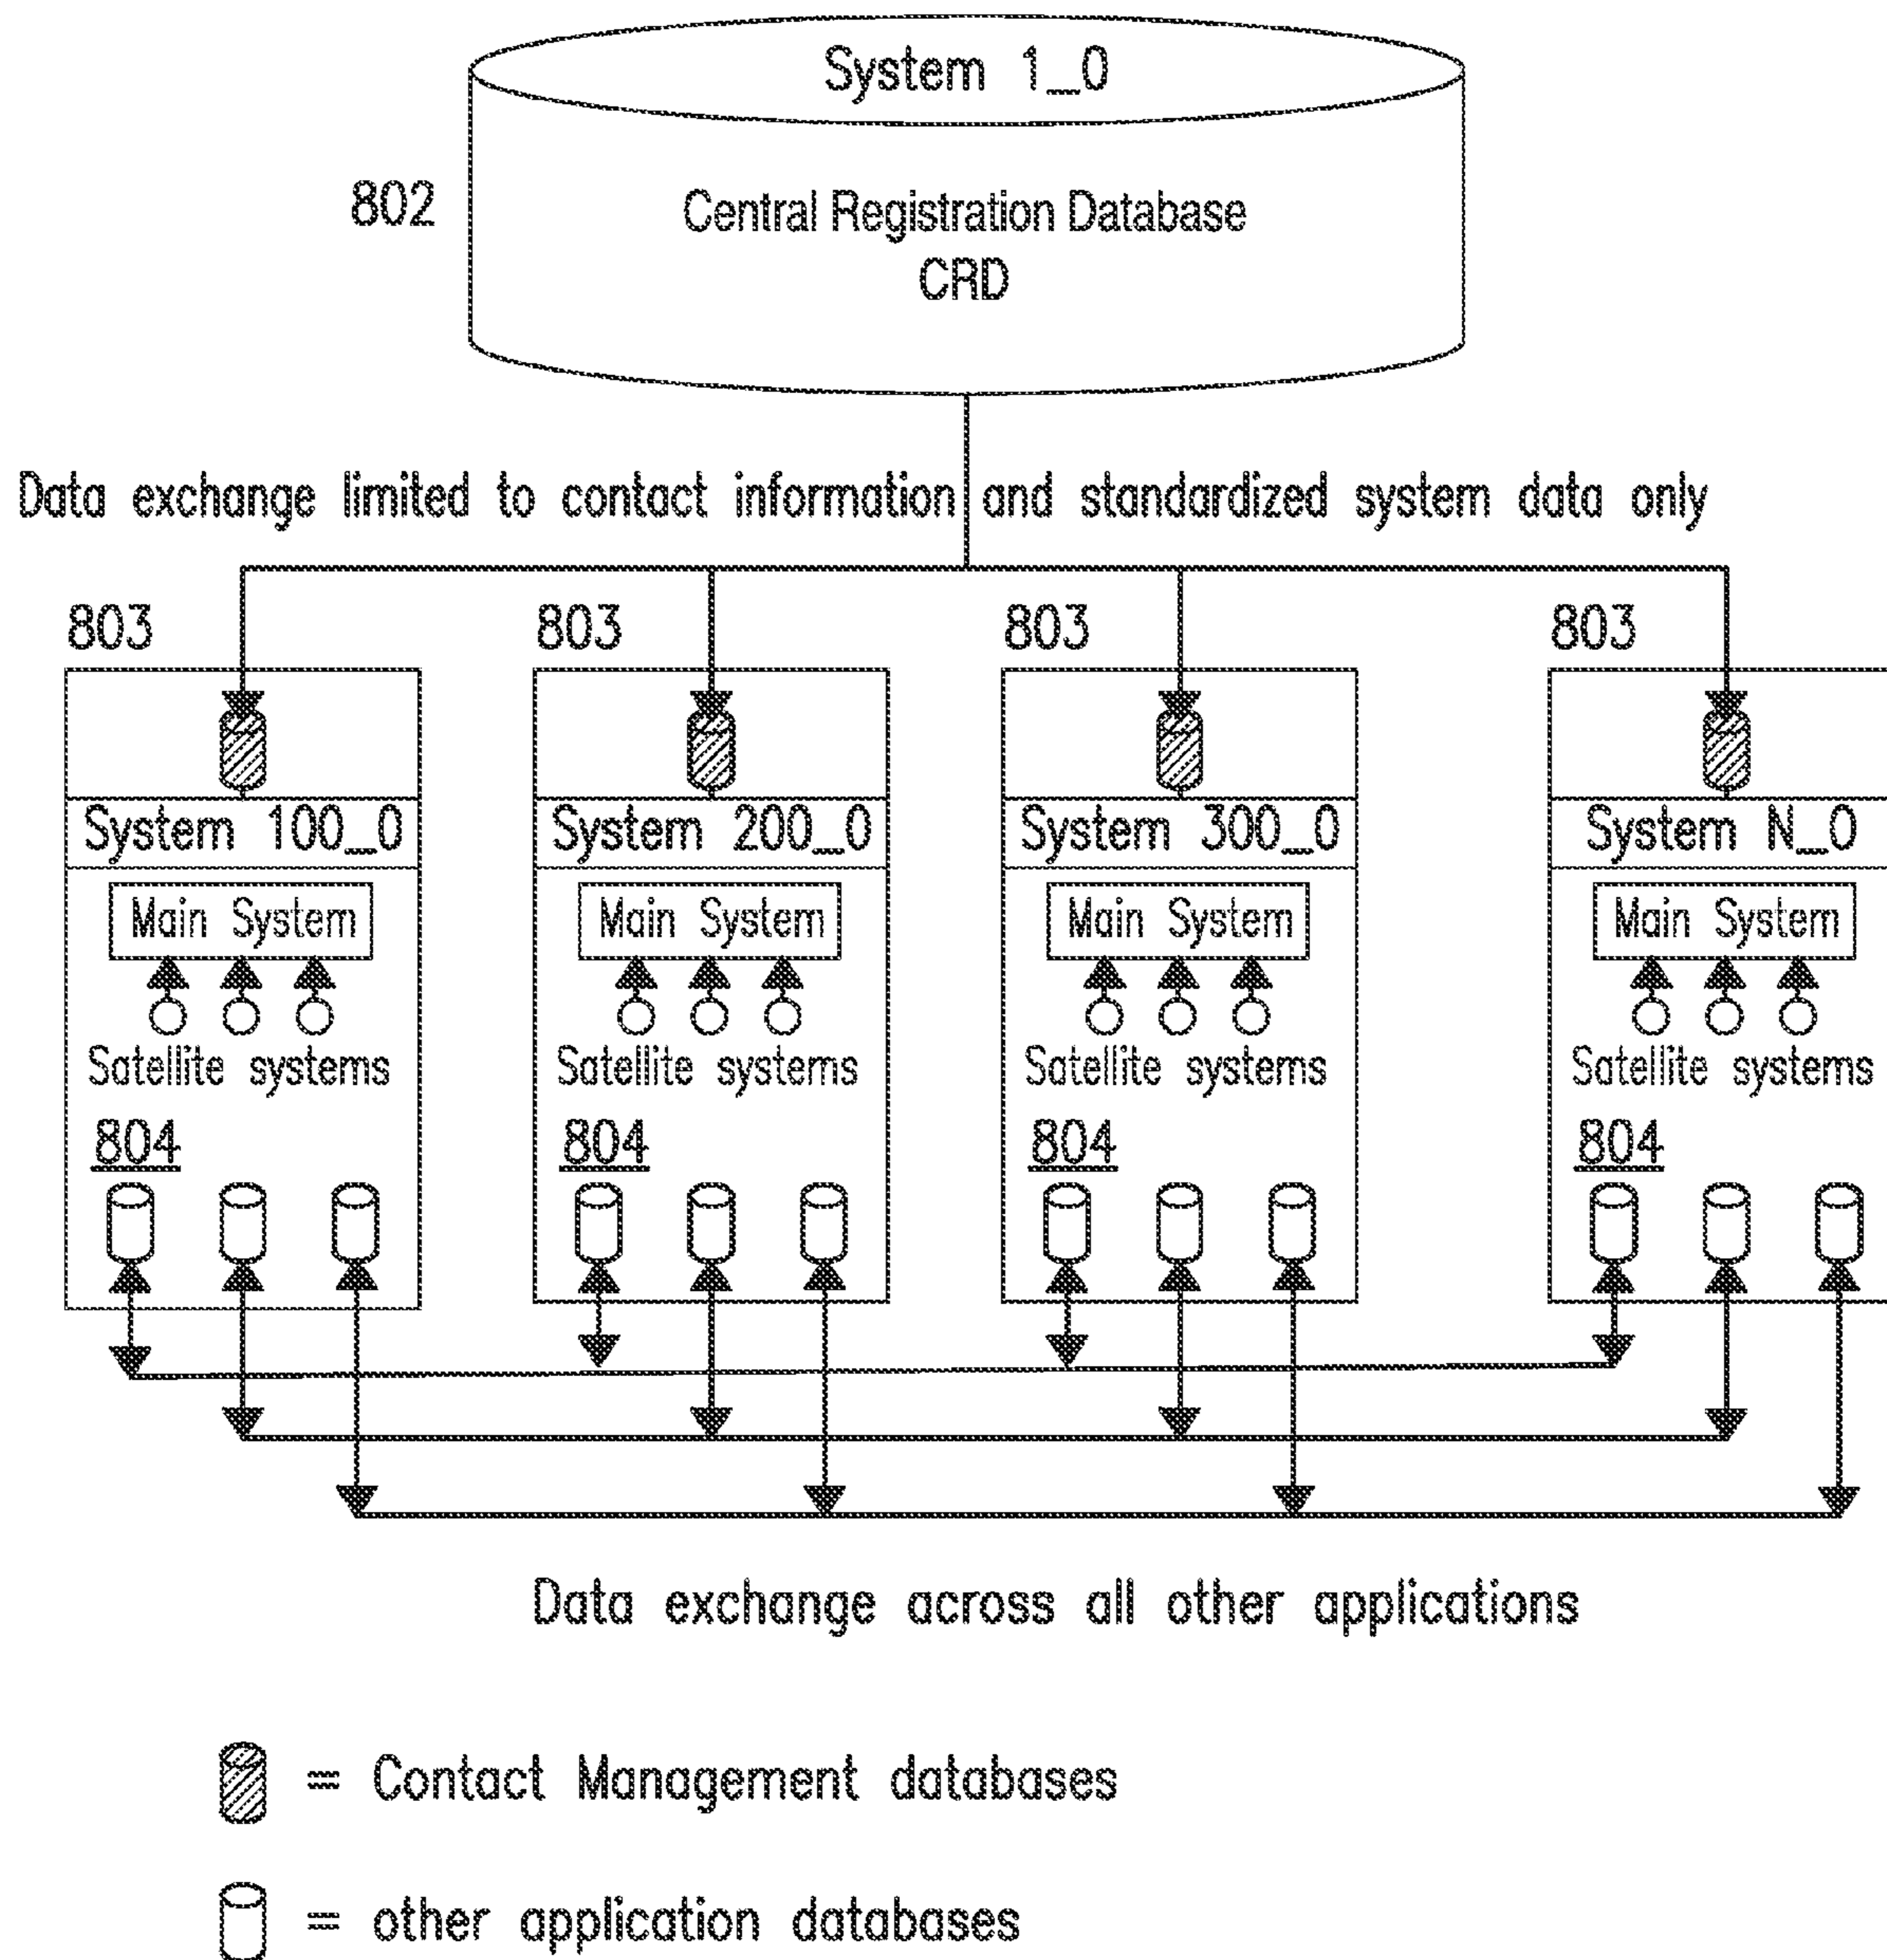 System 1_0
802
Central Registration Database
CRD
Data exchange limited to contact information and standardized system data only
803 803 803 803
System 100_0 System 200_0 System 300_0 System N_0
Main System Main System Main System Main System
Satellite systems Satellite systems Satellite systems Satellite systems
804 804 804 804
Data exchange across all other applications
= Contact Management databases
= other application databases